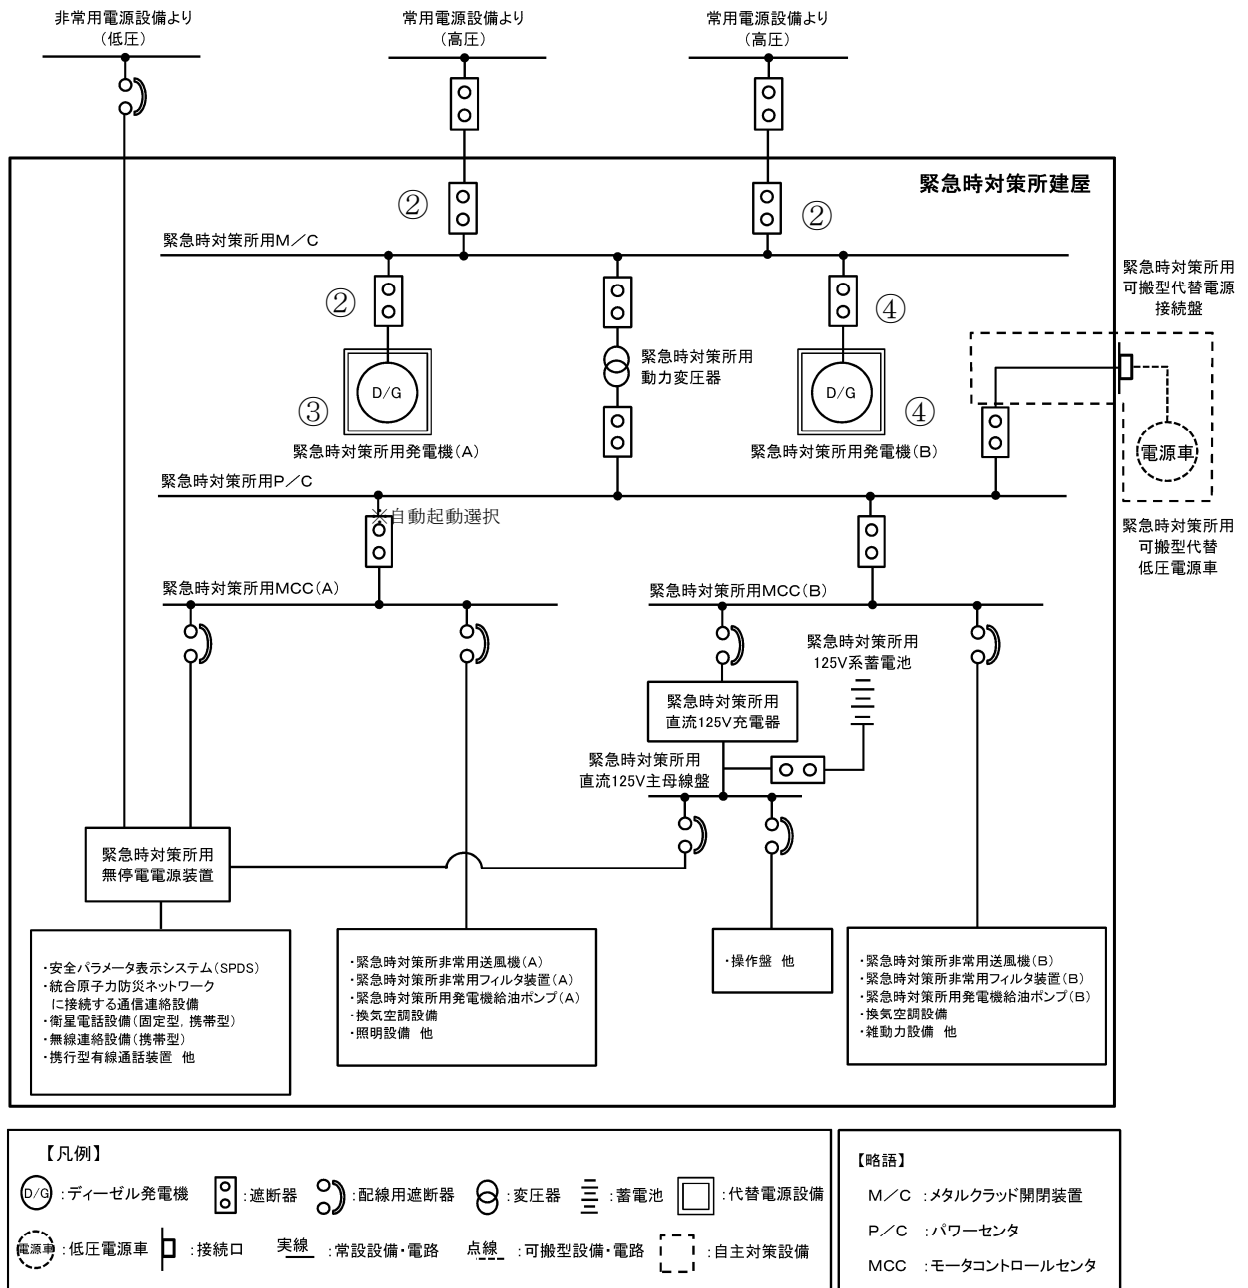 非常用電源設備より
（低圧）
常用電源設備より
（高圧）
常用電源設備より
（高圧）
緊急時対策所建屋
②
②
緊急時対策所用M／C
緊急時対策所用
可搬型代替電源
接続盤
②
④
緊急時対策所用
動力変圧器
D/G
D/G
③
④
緊急時対策所用発電機（A）
緊急時対策所用発電機（B）
電源車
緊急時対策所用P／C
※自動起動選択
緊急時対策所用
可搬型代替
低圧電源車
緊急時対策所用MCC（A）
緊急時対策所用MCC（B）
緊急時対策所用
125V系蓄電池
緊急時対策所用
直流125V充電器
緊急時対策所用
直流125V主母線盤
緊急時対策所用
無停電電源装置
・安全パラメータ表示システム（SPDS）
・統合原子力防災ネットワーク
に接続する通信連絡設備
・衛星電話設備（固定型，携帯型）
・無線連絡設備（携帯型）
・携行型有線通話装置 他
・緊急時対策所非常用送風機（A）
・緊急時対策所非常用フィルタ装置（A）
・緊急時対策所用発電機給油ポンプ（A）
・換気空調設備
・照明設備 他
・操作盤 他
・緊急時対策所非常用送風機（B）
・緊急時対策所非常用フィルタ装置（B）
・緊急時対策所用発電機給油ポンプ（B）
・換気空調設備
・雑動力設備 他
【凡例】
D/G ：ディーゼル発電機 ：遮断器 ：配線用遮断器 ：変圧器 ：蓄電池 ：代替電源設備
電源車 ：低圧電源車 ：接続口 実線 ：常設設備・電路 点線 ：可搬型設備・電路 ：自主対策設備
【略語】
M／C ：メタルクラッド開閉装置
P／C ：パワーセンタ
MCC ：モータコントロールセンタ